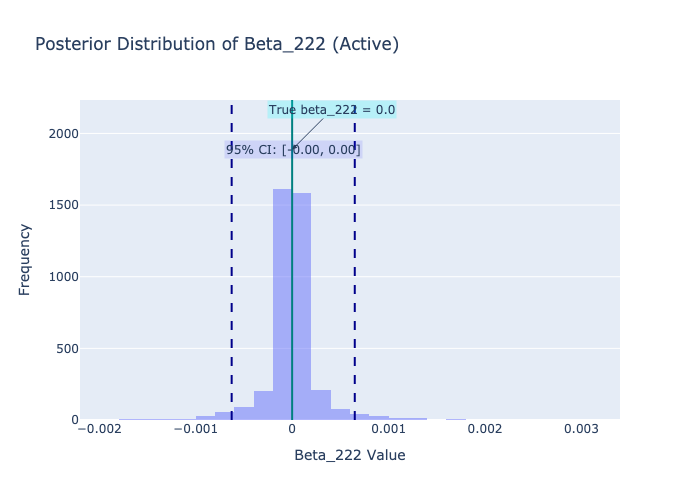 Posterior Distribution of Beta_222 (Active)
True beta_222 = 0.0
95% CI: [-0.00, 0.00]
2000
1500
1000
500
0
Frequency
−0.002
−0.001
0
0.001
0.002
0.003
Beta_222 Value